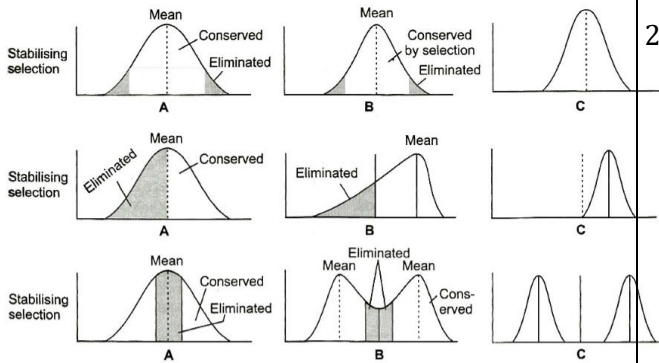 Mean
Conserved
Eliminated
Stabilising
selection
A
Mean
Conserved
by selection
Eliminated
B
C
2
Mean
Eliminated
Conserved
Stabilising
selection
A
Mean
Eliminated
B
C
Mean
Conserved
Eliminated
Stabilising
selection
A
Eliminated
Mean
Mean
Cons-
erved
B
C